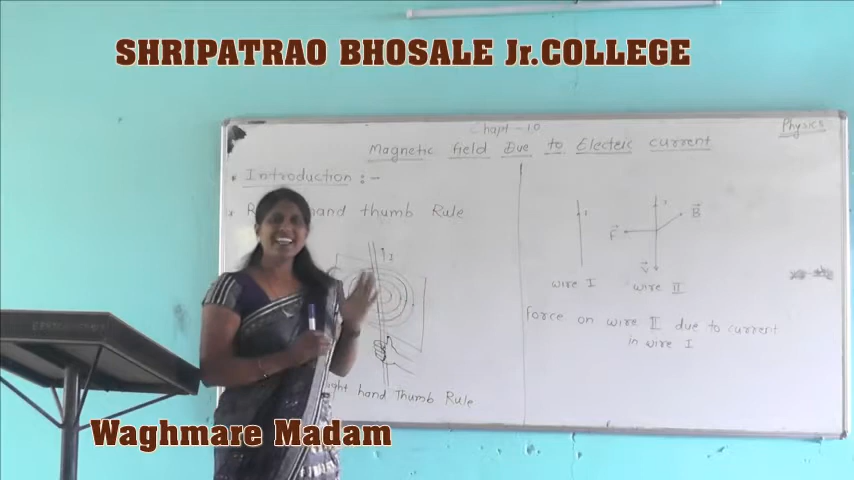 SHRIPATRAO BHOSALE Jr.COLLEGE
Chapt - 10
Physics
Magnetic field Due to Electric current
* Introduction :-
* hand thumb Rule
I
Right hand Thumb Rule
I
I
B
F
V
wire I
wire II
force on wire II due to current
in wire I
Waghmare Madam